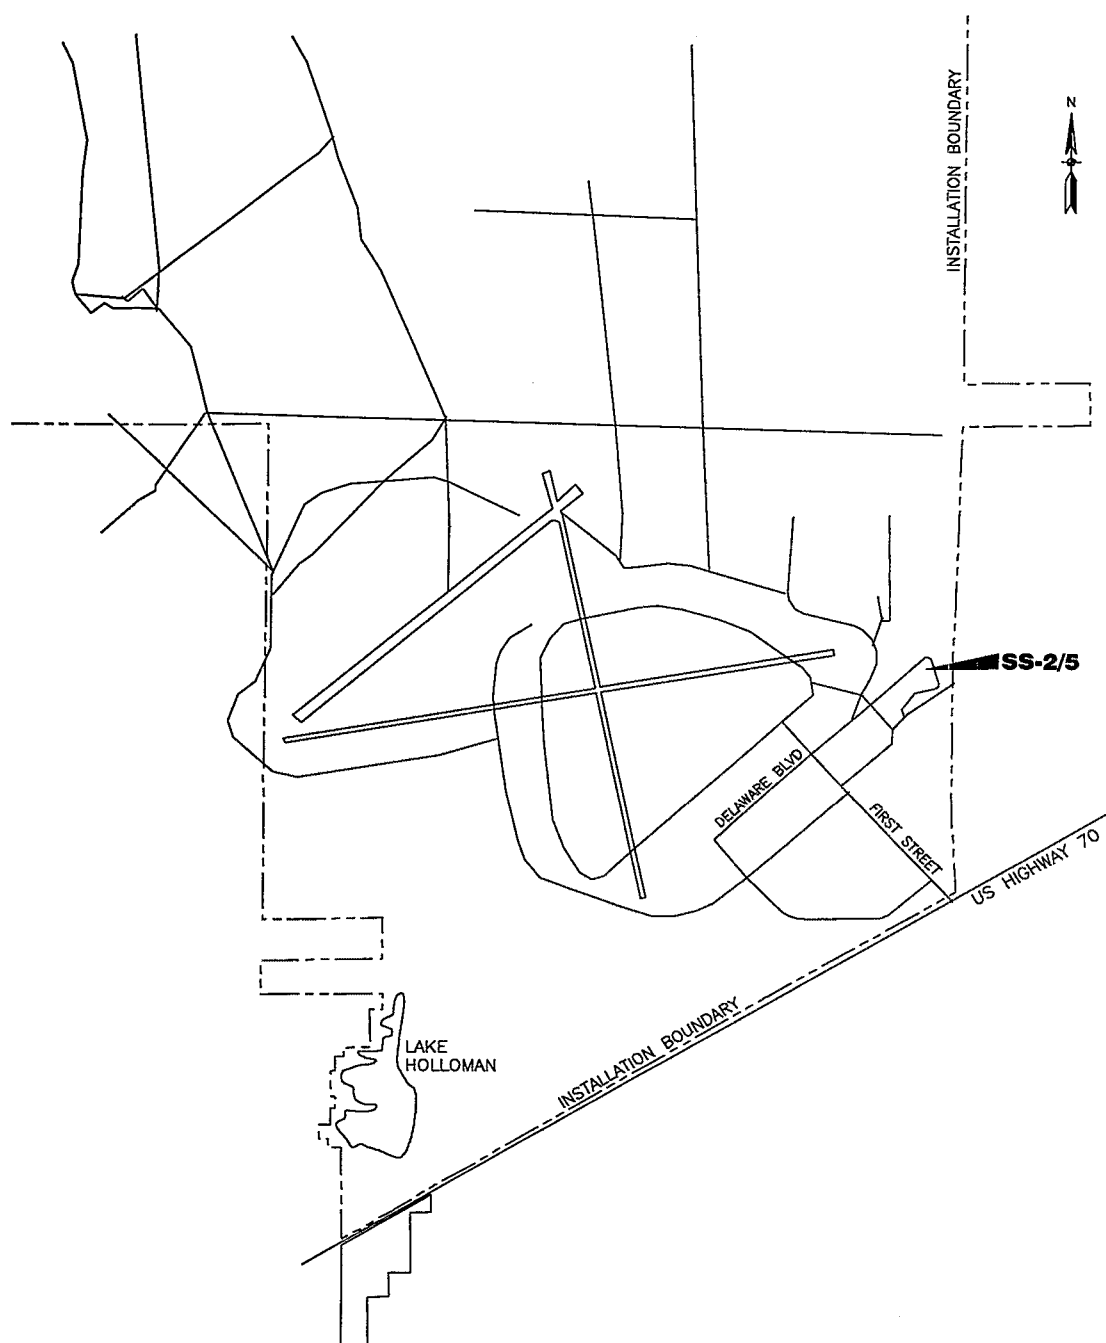 N
INSTALLATION BOUNDARY
SS-2/5
DELAWARE BLVD
FIRST STREET
US HIGHWAY 70
INSTALLATION BOUNDARY
LAKE
HOLLOMAN